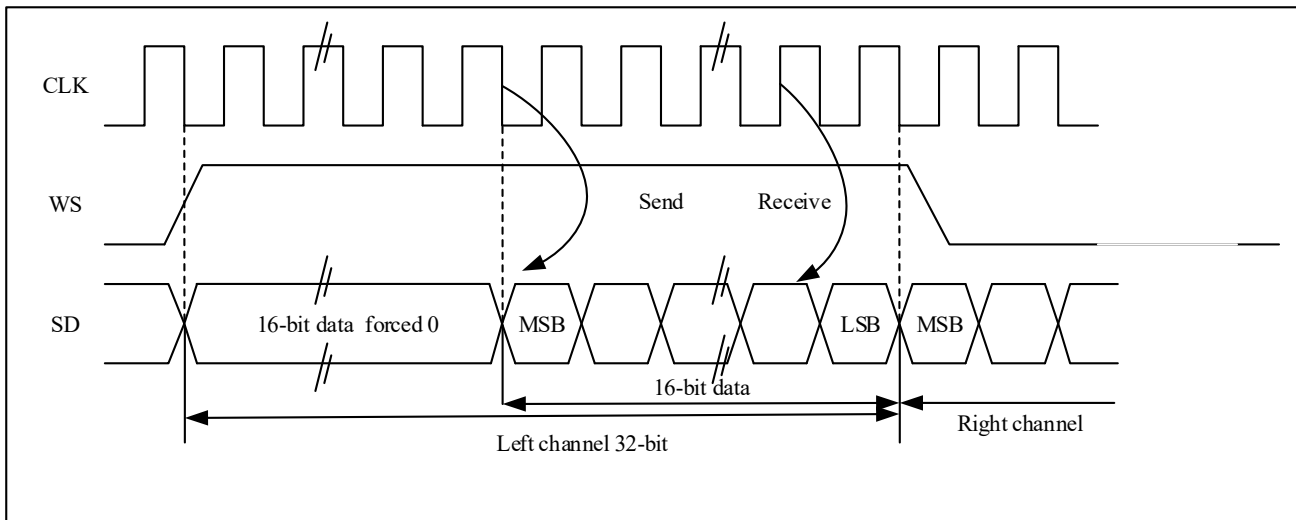 CLK
WS
Send
Receive
SD
16-bit data forced 0
MSB
LSB
MSB
16-bit data
Left channel 32-bit
Right channel